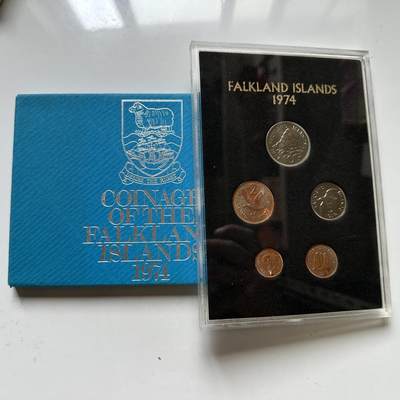 COINAGE
OF THE
FALKLAND
ISLANDS
1974
FALKLAND ISLANDS
1974